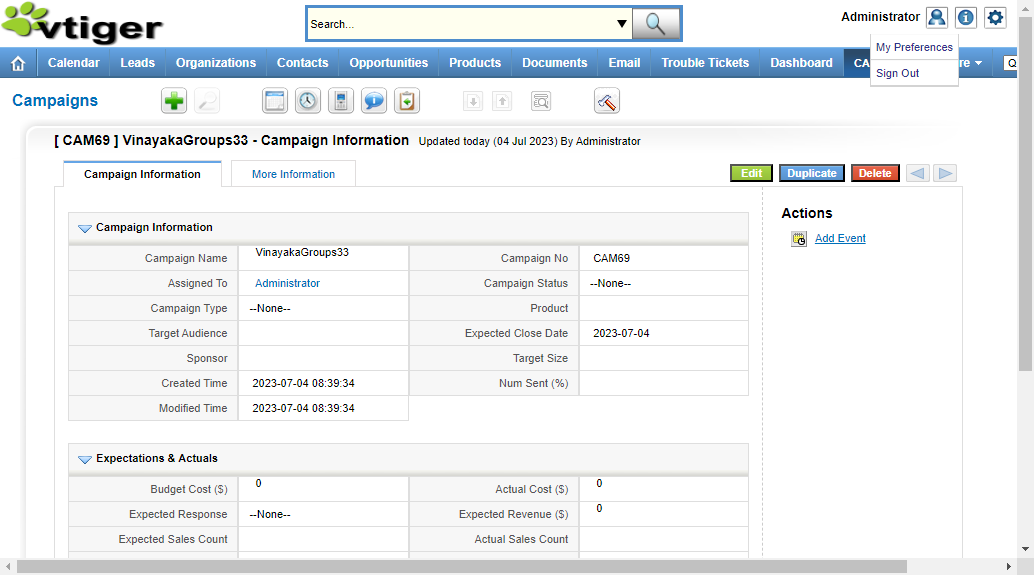 vtiger
Search...
Administrator
My Preferences
Sign Out
Calendar Leads Organizations Contacts Opportunities Products Documents Email Trouble Tickets Dashboard
Campaigns
[ CAM69 ] VinayakaGroups33 - Campaign Information Updated today (04 Jul 2023) By Administrator
Campaign Information More Information Edit Duplicate Delete
Campaign Information
Campaign Name VinayakaGroups33 Campaign No CAM69
Assigned To Administrator Campaign Status --None--
Campaign Type --None-- Product
Target Audience Expected Close Date 2023-07-04
Sponsor Target Size
Created Time 2023-07-04 08:39:34 Num Sent (%)
Modified Time 2023-07-04 08:39:34
Expectations & Actuals
Budget Cost ($) 0 Actual Cost ($) 0
Expected Response --None-- Expected Revenue ($) 0
Expected Sales Count Actual Sales Count
Actions
Add Event